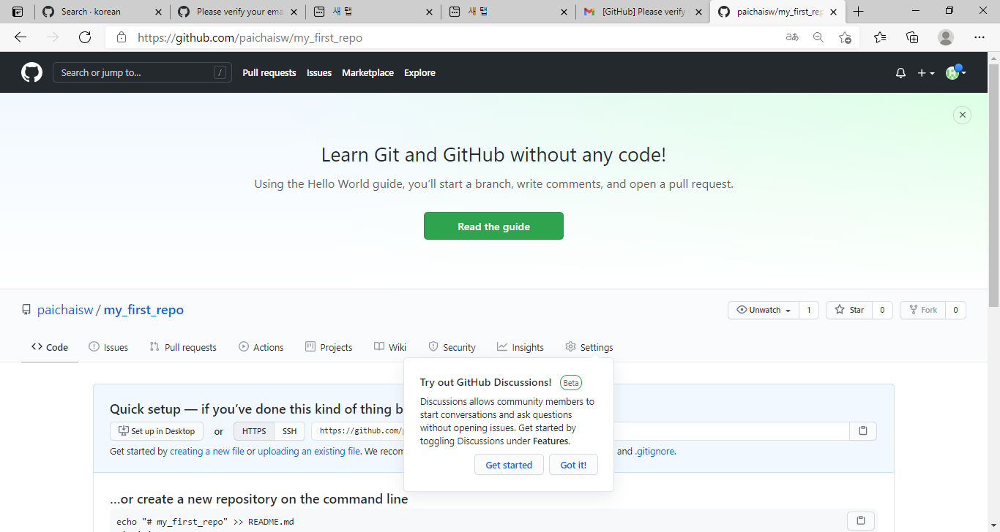 Search · korean
Please verify your ema
새 탭
새 탭
[GitHub] Please verify
paichaisw/my_first_rep
https://github.com/paichaisw/my_first_repo
aあ
Search or jump to...
/
Pull requests
Issues
Marketplace
Explore
Learn Git and GitHub without any code!
Using the Hello World guide, you’ll start a branch, write comments, and open a pull request.
Read the guide
paichaisw / my_first_repo
Unwatch 1
Star 0
Fork 0
Code
Issues
Pull requests
Actions
Projects
Wiki
Security
Insights
Settings
Try out GitHub Discussions! Beta
Discussions allows community members to
start conversations and ask questions
without opening issues. Get started by
toggling Discussions under Features.
Get started
Got it!
Quick setup — if you’ve done this kind of thing b
Set up in Desktop
or
HTTPS
SSH
https://github.com/
Get started by creating a new file or uploading an existing file. We recom
and .gitignore.
…or create a new repository on the command line
echo "# my_first_repo" >> README.md